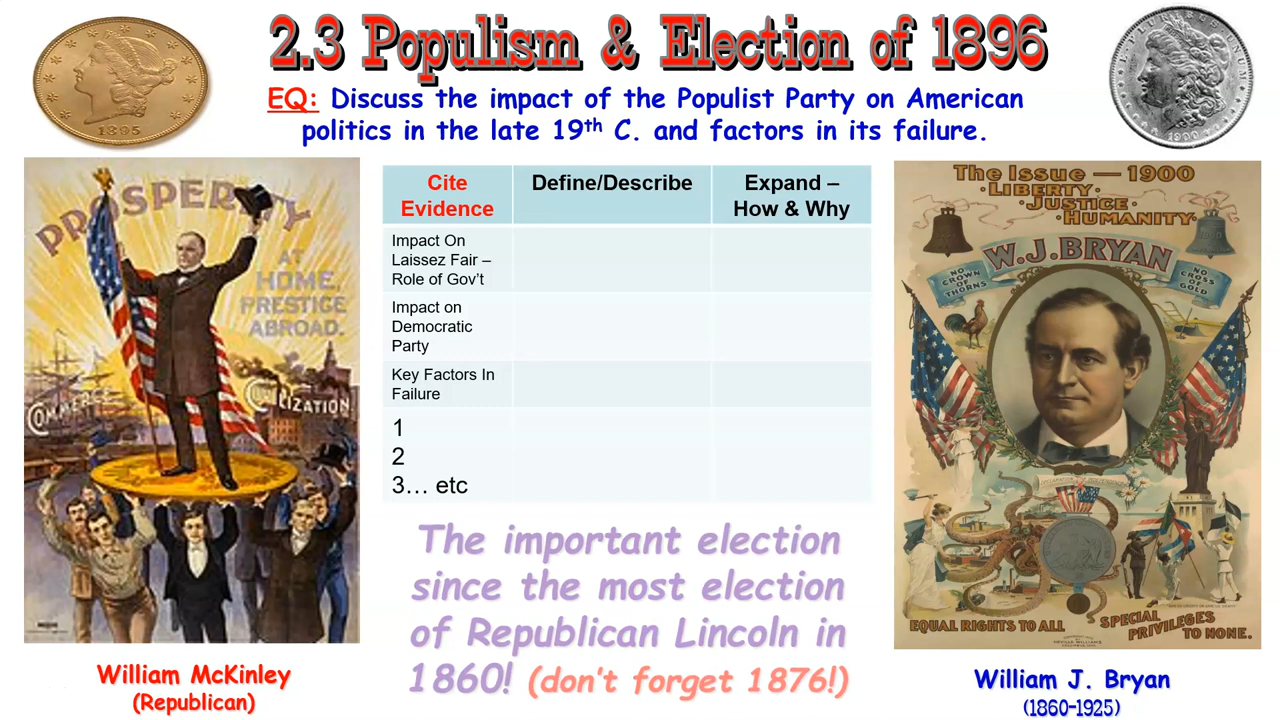 2.3 Populism & Election of 1896
EQ: Discuss the impact of the Populist Party on American
politics in the late 19th C. and factors in its failure.
1895
1900
PROSPERITY
AT
HOME,
PRESTIGE
ABROAD.
COMMERCE
CIVILIZATION
William McKinley
(Republican)
Cite
Evidence
Define/Describe
Expand –
How & Why
Impact On
Laissez Fair –
Role of Gov't
Impact on
Democratic
Party
Key Factors In
Failure
1
2
3… etc
The important election
since the most election
of Republican Lincoln in
1860! (don't forget 1876!)
The Issue — 1900
·LIBERTY·
·JUSTICE·
·HUMANITY·
W.J.BRYAN
NO
CROWN
OF
THORNS
NO
CROSS
OF
GOLD
EQUAL RIGHTS TO ALL
SPECIAL
PRIVILEGES
TO NONE.
William J. Bryan
(1860-1925)